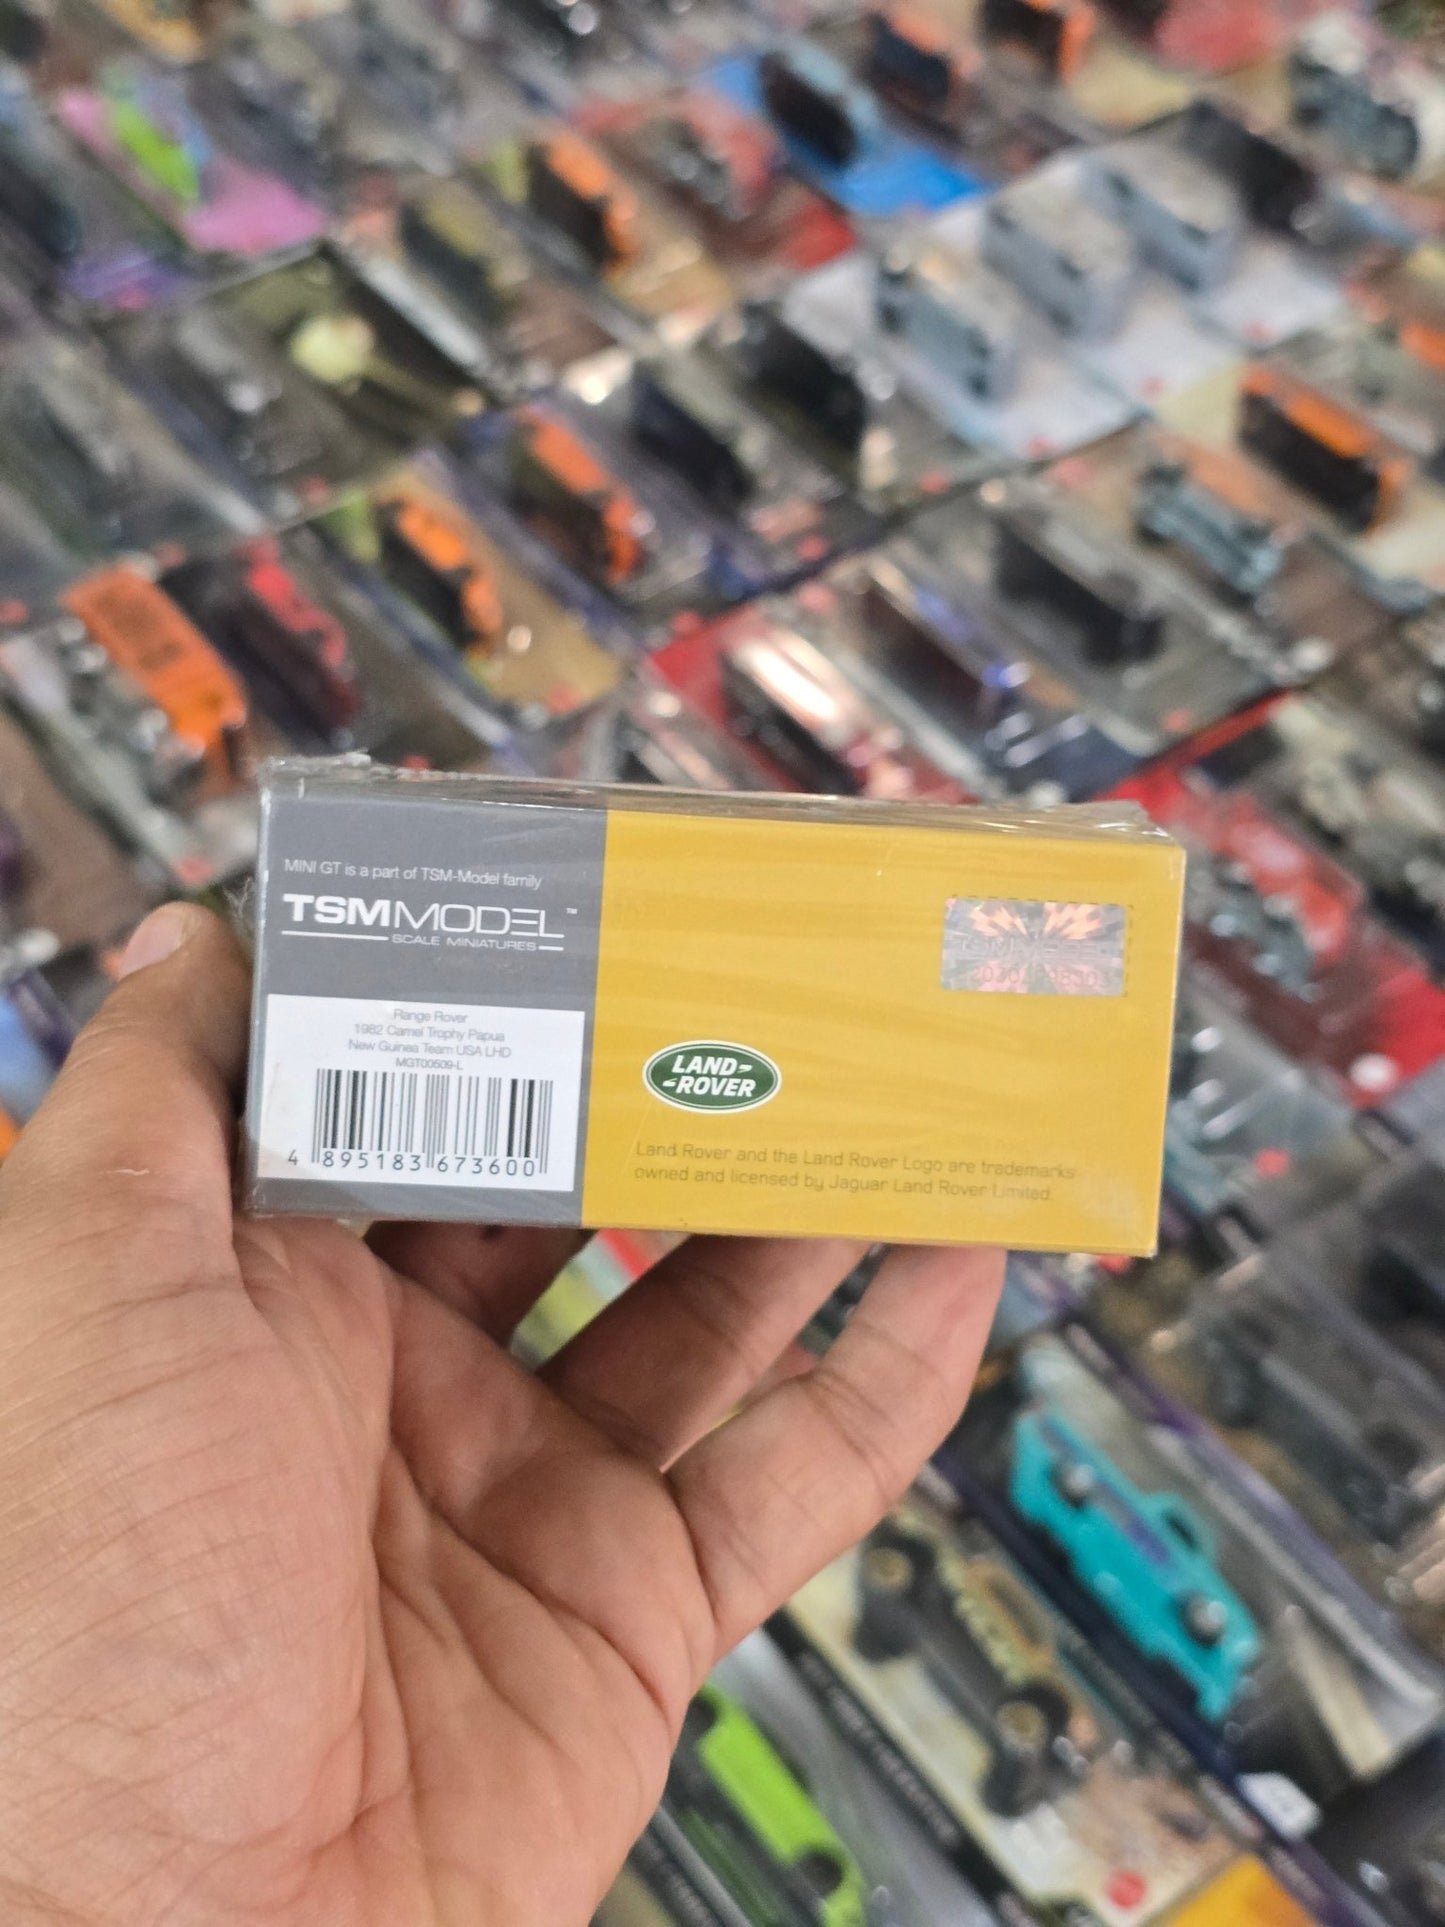 MINI GT is a part of TSM-Model family
TSMMODEL™
SCALE MINIATURES
Range Rover
1982 Camel Trophy Papua
New Guinea Team USA LHD
MGT00509-L
4 895183 673600
LAND-
-ROVER
Land Rover and the Land Rover Logo are trademarks
owned and licensed by Jaguar Land Rover Limited.